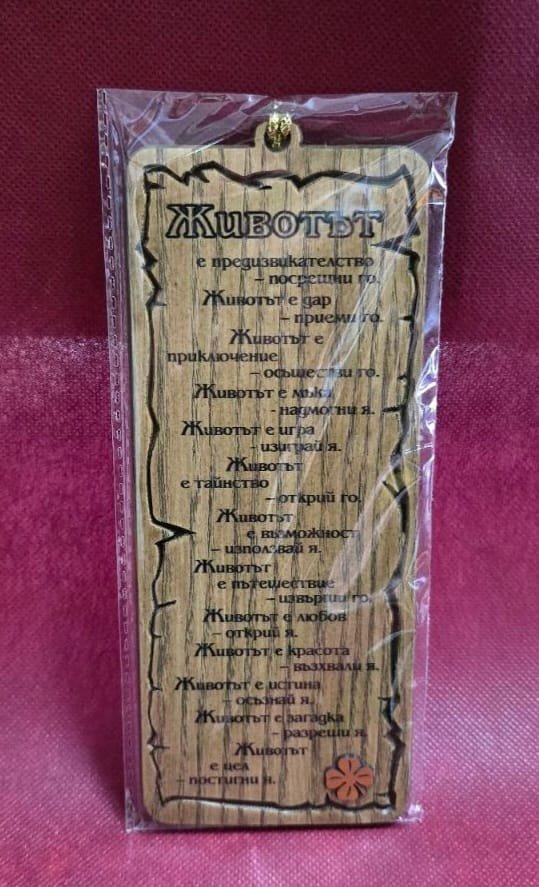 Животът
е предизвикателство
– посрещни го.
Животът е дар
– приеми го.
Животът е
приключение
– осъществи го.
Животът е мъка
- надмогни я.
Животът е игра
- изиграй я.
Животът
е тайнство
– открий го.
Животът
е възможност
– използвай я.
Животът
е пътешествие
– извърши го.
Животът е любов
– открий я.
Животът е красота
– възхвали я.
Животът е истина
– осъзнай я.
Животът е загадка
– разреши я.
Животът
е цел
– постигни я.